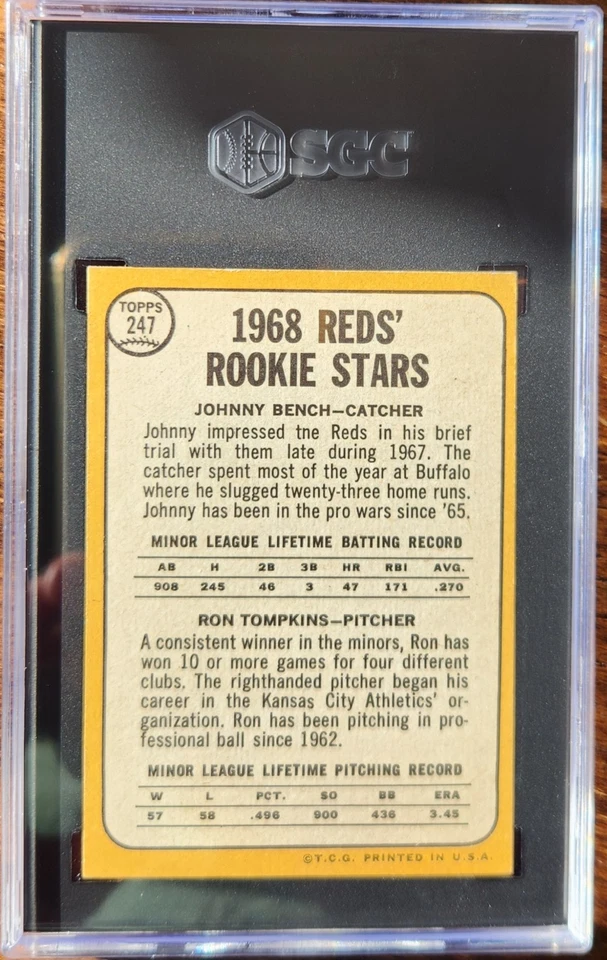 SGC
TOPPS
247
1968 REDS'
ROOKIE STARS
JOHNNY BENCH—CATCHER
Johnny impressed tne Reds in his brief
trial with them late during 1967. The
catcher spent most of the year at Buffalo
where he slugged twenty-three home runs.
Johnny has been in the pro wars since '65.
MINOR LEAGUE LIFETIME BATTING RECORD
AB H 2B 3B HR RBI AVG.
908 245 46 3 47 171 .270
RON TOMPKINS—PITCHER
A consistent winner in the minors, Ron has
won 10 or more games for four different
clubs. The righthanded pitcher began his
career in the Kansas City Athletics' or-
ganization. Ron has been pitching in pro-
fessional ball since 1962.
MINOR LEAGUE LIFETIME PITCHING RECORD
W L PCT. SO BB ERA
57 58 .496 900 436 3.45
©T.C.G. PRINTED IN U.S.A.